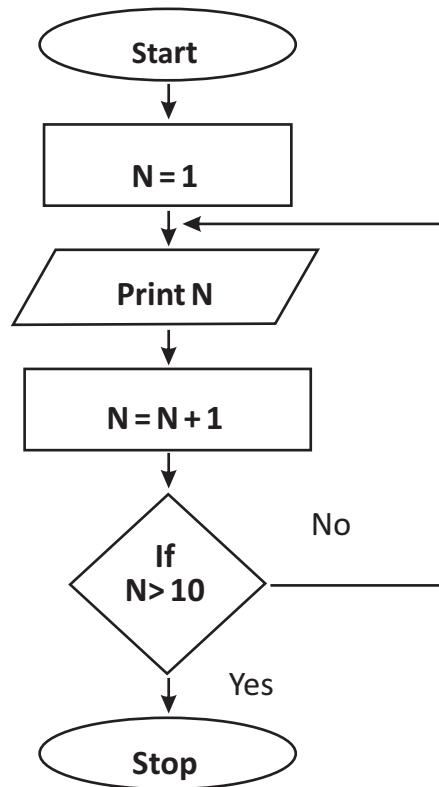 Start
N = 1
Print N
N = N + 1
If
N> 10
No
Yes
Stop